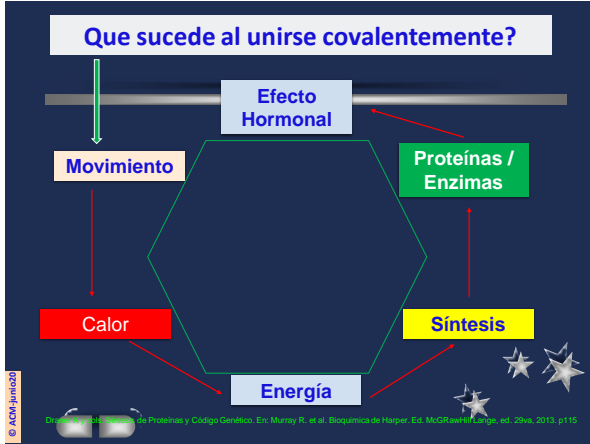 Que sucede al unirse covalentemente?
Efecto
Hormonal
Movimiento
Proteínas /
Enzimas
Calor
Síntesis
Energía
de Proteínas y Código Genético. En: Murray R. et al. Bioquimica de Harper. Ed. McGRawHill Lange, ed. 29va, 2013. p115
© ACM-junio20